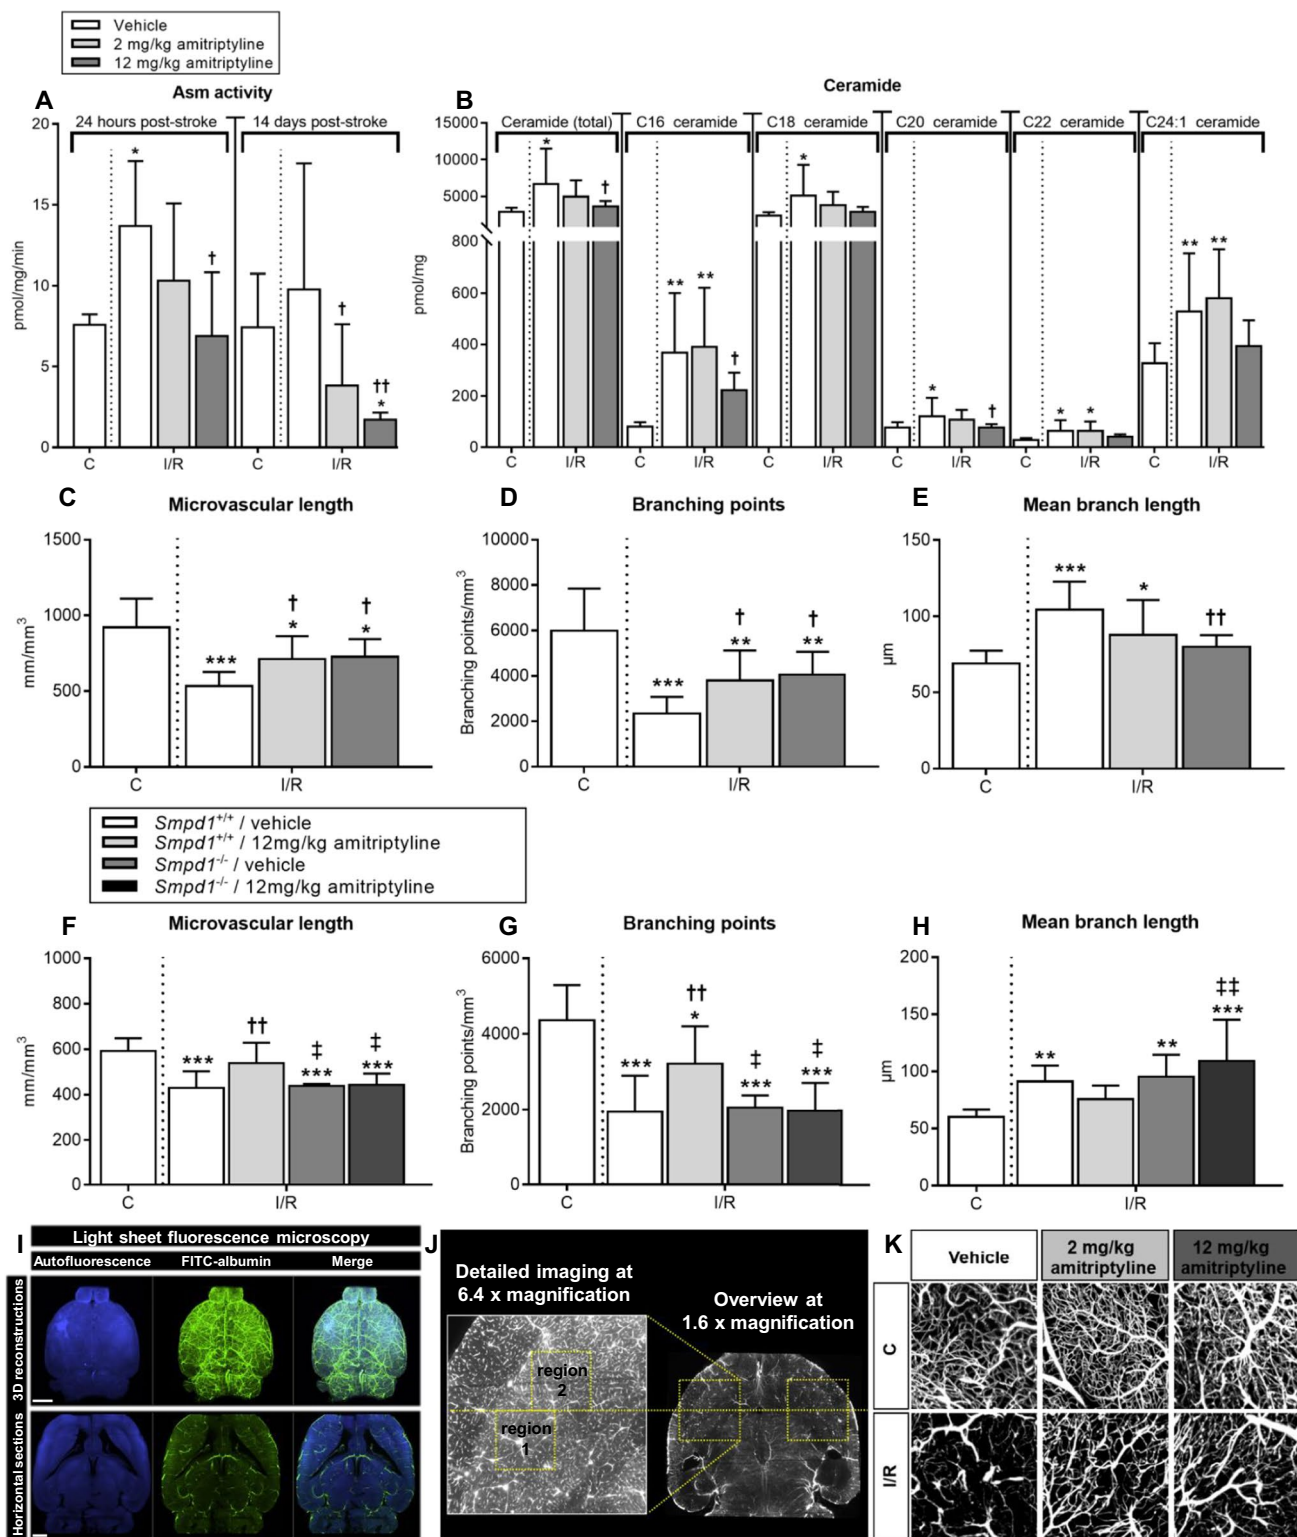 Vehicle
2 mg/kg amitriptyline
12 mg/kg amitriptyline
A
Asm activity
24 hours post-stroke
14 days post-stroke
pmol/mg/min
20
15
10
5
0
*
†
†
††
*
C
I/R
C
I/R
B
Ceramide
Ceramide (total)
C16 ceramide
C18 ceramide
C20 ceramide
C22 ceramide
C24:1 ceramide
pmol/mg
15000
10000
5000
800
600
400
200
0
*
†
**
**
†
*
*
†
*
*
**
**
C
I/R
C
I/R
C
I/R
C
I/R
C
I/R
C
I/R
C
Microvascular length
mm/mm³
1500
1000
500
0
***
†
*
†
*
C
I/R
D
Branching points
Branching points/mm³
10000
8000
6000
4000
2000
0
***
†
**
†
**
C
I/R
E
Mean branch length
µm
150
100
50
0
***
*
††
C
I/R
Smpd1+/+ / vehicle
Smpd1+/+ / 12mg/kg amitriptyline
Smpd1-/- / vehicle
Smpd1-/- / 12mg/kg amitriptyline
F
Microvascular length
mm/mm³
1000
800
600
400
200
0
***
††
‡
***
‡
***
C
I/R
G
Branching points
Branching points/mm³
6000
4000
2000
0
***
††
*
‡
***
‡
***
C
I/R
H
Mean branch length
µm
200
150
100
50
0
**
**
‡‡
***
C
I/R
I
Light sheet fluorescence microscopy
Autofluorescence
FITC-albumin
Merge
3D reconstructions
Horizontal sections
J
Detailed imaging at
6.4 x magnification
Overview at
1.6 x magnification
region
2
region
1
K
Vehicle
2 mg/kg
amitriptyline
12 mg/kg
amitriptyline
C
I/R